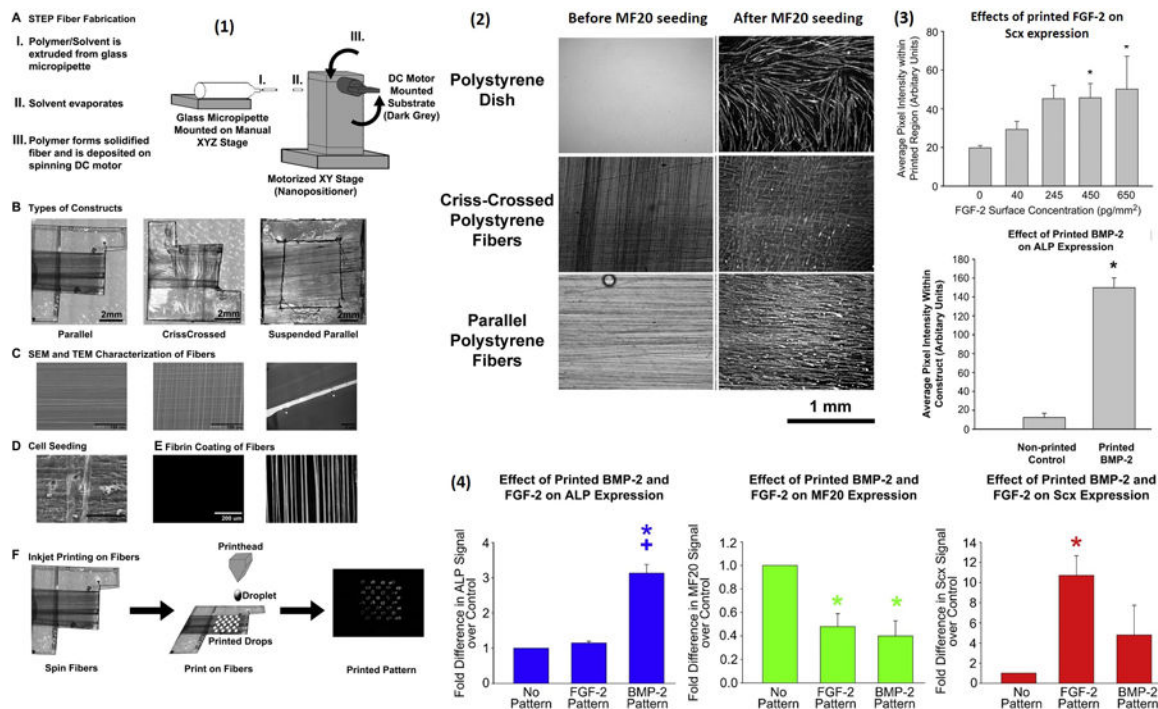 A STEP Fiber Fabrication
I. Polymer/Solvent is
extruded from glass
micropipette
II. Solvent evaporates
III. Polymer forms solidified
fiber and is deposited on
spinning DC motor
(1)
III.
I.
II.
DC Motor
Mounted
Substrate
(Dark Grey)
Glass Micropipette
Mounted on Manual
XYZ Stage
Motorized XY Stage
(Nanopositioner)
B Types of Constructs
2mm
2mm
2mm
Parallel
CrissCrossed
Suspended Parallel
C SEM and TEM Characterization of Fibers
D Cell Seeding
E Fibrin Coating of Fibers
200 um
F Inkjet Printing on Fibers
Printhead
Droplet
Printed Drops
Spin Fibers
Print on Fibers
Printed Pattern
(2)
Before MF20 seeding
After MF20 seeding
Polystyrene
Dish
Criss-Crossed
Polystyrene
Fibers
Parallel
Polystyrene
Fibers
1 mm
(3)
Effects of printed FGF-2 on
Scx expression
Average Pixel Intensity within
Printed Region (Arbitary Units)
80
60
40
20
0
* *
0 40 245 450 650
FGF-2 Surface Concentration (pg/mm2)
Effect of Printed BMP-2
on ALP Expression
Average Pixel Intensity Within
Construct (Arbitary Units)
180
160
140
120
100
80
60
40
20
0
*
Non-printed
Control
Printed
BMP-2
(4)
Effect of Printed BMP-2 and
FGF-2 on ALP Expression
Fold Difference in ALP Signal
over Control
4
3
2
1
0
*
+
No
Pattern
FGF-2
Pattern
BMP-2
Pattern
Effect of Printed BMP-2 and
FGF-2 on MF20 Expression
Fold Difference in MF20 Signal
over Control
1.2
1.0
0.8
0.6
0.4
0.2
0.0
* *
No
Pattern
FGF-2
Pattern
BMP-2
Pattern
Effect of Printed BMP-2 and
FGF-2 on Scx Expression
Fold Difference in Scx Signal
over Control
14
12
10
8
6
4
2
0
*
No
Pattern
FGF-2
Pattern
BMP-2
Pattern